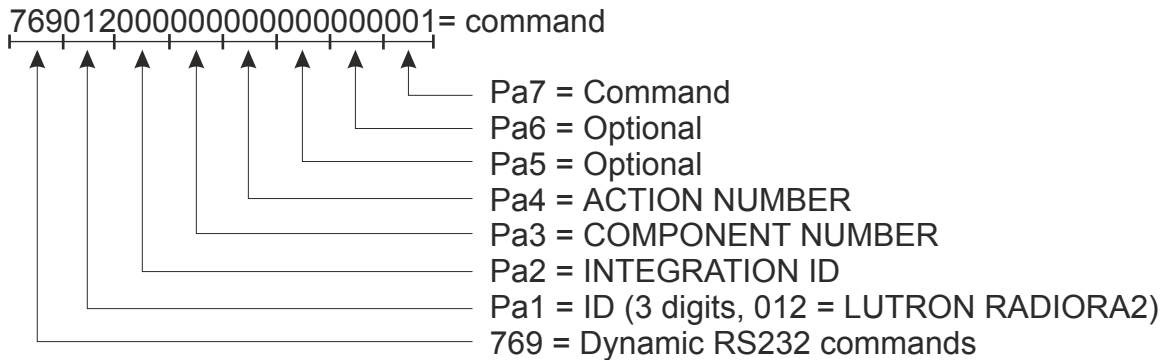 769012000000000000000001= command
Pa7 = Command
Pa6 = Optional
Pa5 = Optional
Pa4 = ACTION NUMBER
Pa3 = COMPONENT NUMBER
Pa2 = INTEGRATION ID
Pa1 = ID (3 digits, 012 = LUTRON RADIORA2)
769 = Dynamic RS232 commands